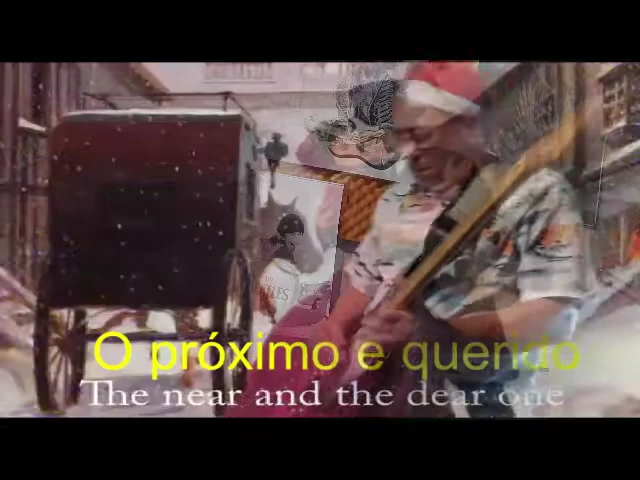 O próximo e querido
The near and the dear one